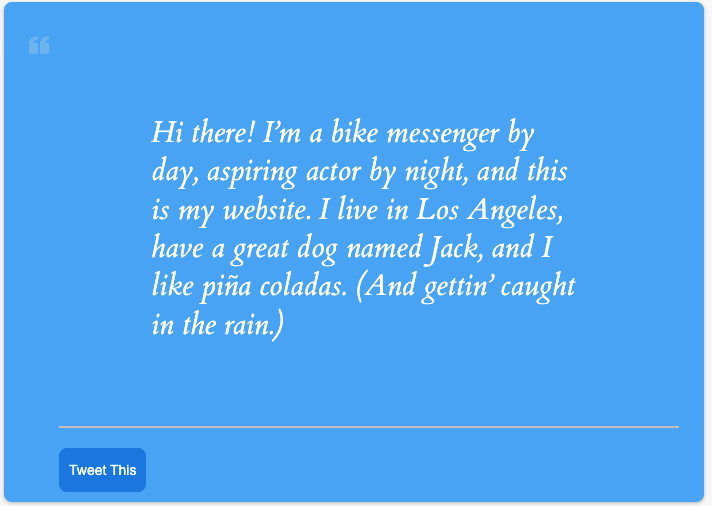 “
Hi there! I’m a bike messenger by
day, aspiring actor by night, and this
is my website. I live in Los Angeles,
have a great dog named Jack, and I
like piña coladas. (And gettin’ caught
in the rain.)
Tweet This